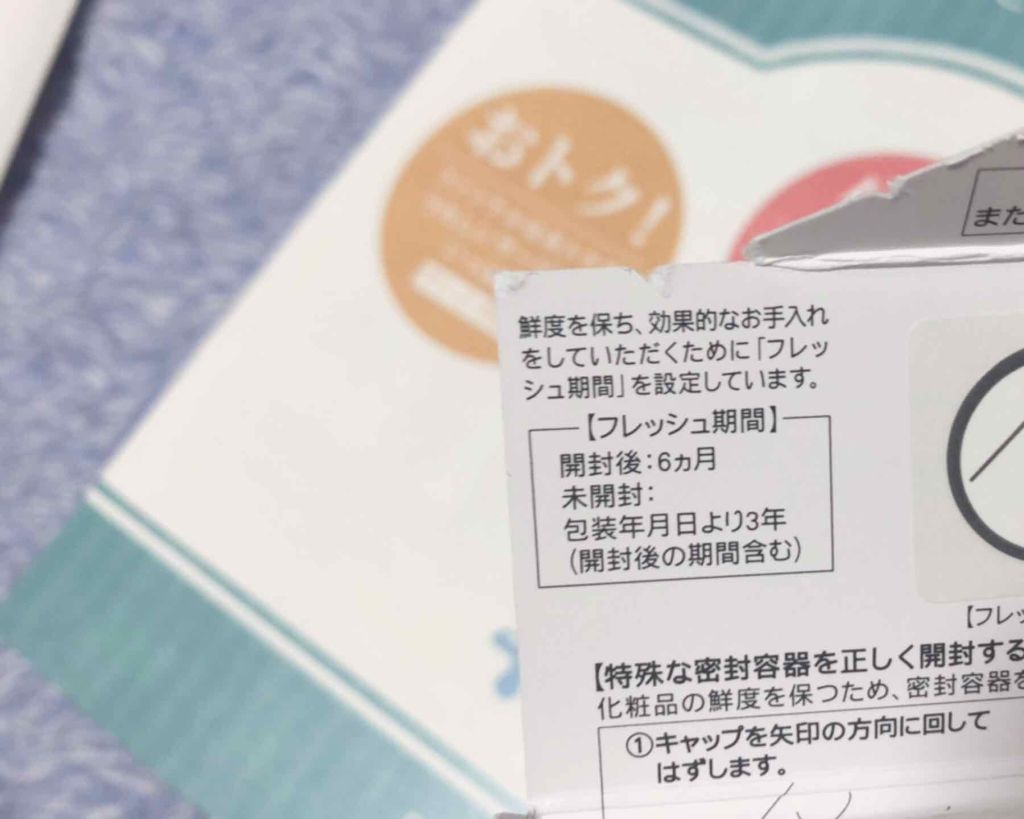 おトク!
また
鮮度を保ち、効果的なお手入れ
をしていただくために「フレッ
シュ期間」を設定しています。
【フレッシュ期間】
開封後:6ヵ月
未開封:
包装年月日より3年
(開封後の期間含む)
【フレ
【特殊な密封容器を正しく開封する
化粧品の鮮度を保つため、密封容器を
①キャップを矢印の方向に回して
はずします。